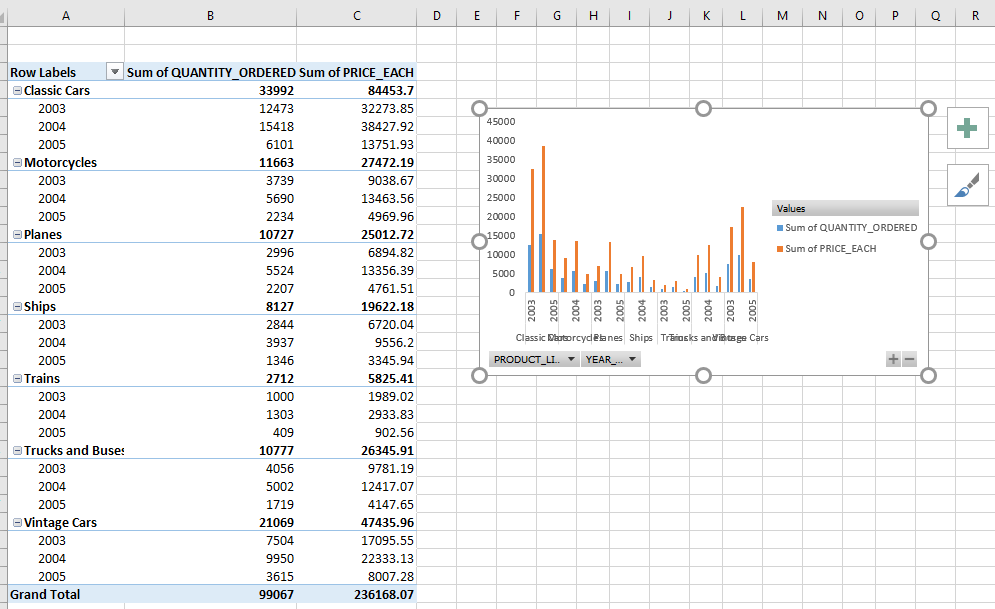 A B C D E F G H I J K L M N O P Q R
Row Labels Sum of QUANTITY_ORDERED Sum of PRICE_EACH
Classic Cars 33992 84453.7
2003 12473 32273.85
2004 15418 38427.92
2005 6101 13751.93
Motorcycles 11663 27472.19
2003 3739 9038.67
2004 5690 13463.56
2005 2234 4969.96
Planes 10727 25012.72
2003 2996 6894.82
2004 5524 13356.39
2005 2207 4761.51
Ships 8127 19622.18
2003 2844 6720.04
2004 3937 9556.2
2005 1346 3345.94
Trains 2712 5825.41
2003 1000 1989.02
2004 1303 2933.83
2005 409 902.56
Trucks and Buses 10777 26345.91
2003 4056 9781.19
2004 5002 12417.07
2005 1719 4147.65
Vintage Cars 21069 47435.96
2003 7504 17095.55
2004 9950 22333.13
2005 3615 8007.28
Grand Total 99067 236168.07
45000
40000
35000
30000
25000
20000
15000
10000
5000
0
2003 2005 2004 2003 2005 2004 2003 2005 2004 2003 2005
Classic Cars Motorcycles Planes Ships Trains Trucks and Buses Vintage Cars
Values
Sum of QUANTITY_ORDERED
Sum of PRICE_EACH
PRODUCT_LI.. YEAR_...